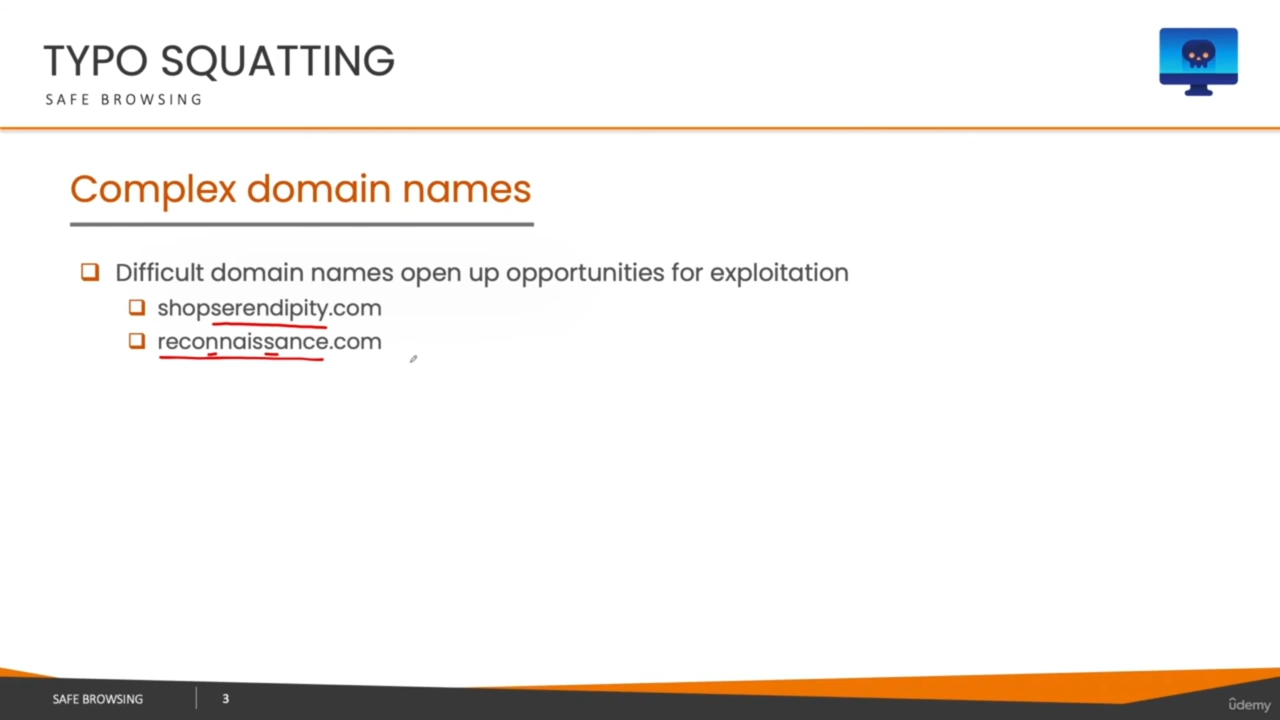 TYPO SQUATTING
SAFE BROWSING
Complex domain names
Difficult domain names open up opportunities for exploitation
shopserendipity.com
reconnaissance.com
SAFE BROWSING 3
ûdemy